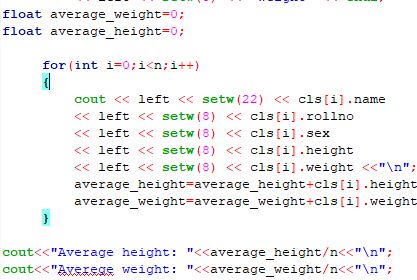 float average_weight=0;
float average_height=0;
for(int i=0;i<n;i++)
{
cout << left << setw(22) << cls[i].name
<< left << setw(8) << cls[i].rollno
<< left << setw(8) << cls[i].sex
<< left << setw(8) << cls[i].height
<< left << setw(8) << cls[i].weight <<"\n";
average_height=average_height+cls[i].height
average_weight=average_weight+cls[i].weight
}
cout<<"Average height: "<<average_height/n<<"\n";
cout<<"Averege weight: "<<average_weight/n<<"\n";